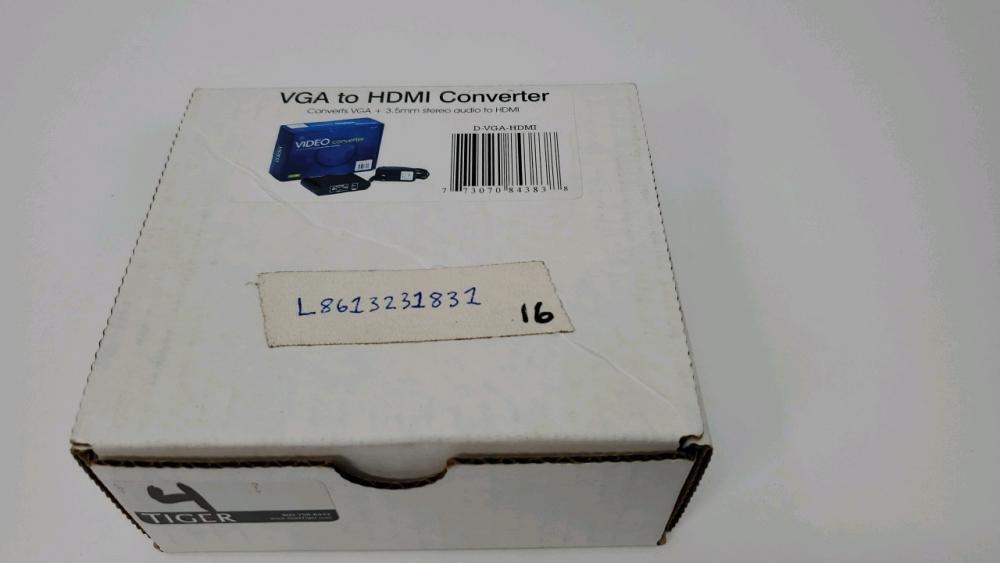 VGA to HDMI Converter
Converts VGA + 3.5mm stereo audio to HDMI
D-VGA-HDMI
VIDEO converter
7 73070 84383 8
L8613231831
16
4
TIGER